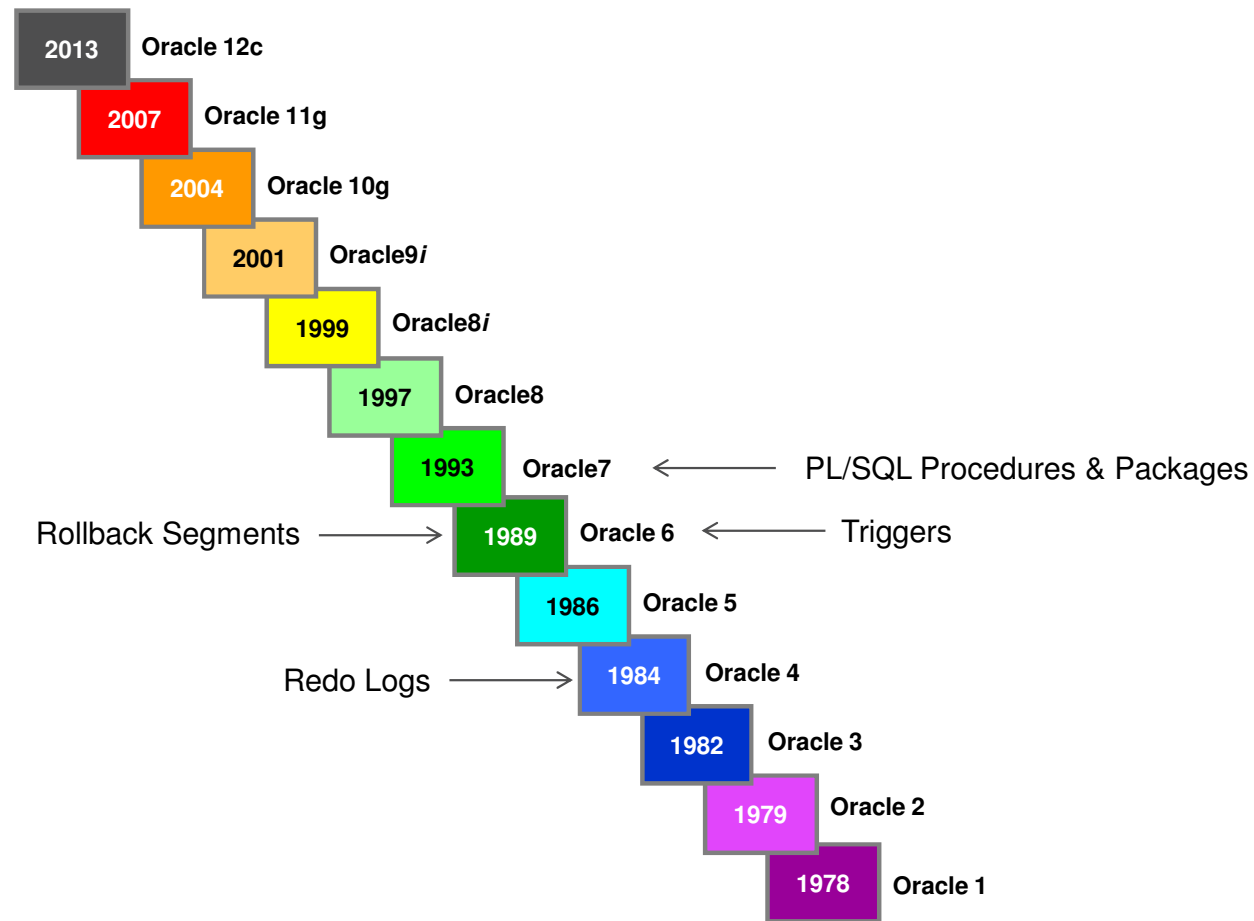 2013 Oracle 12c
2007 Oracle 11g
2004 Oracle 10g
2001 Oracle9i
1999 Oracle8i
1997 Oracle8
1993 Oracle7 PL/SQL Procedures & Packages
Rollback Segments 1989 Oracle 6 Triggers
1986 Oracle 5
Redo Logs 1984 Oracle 4
1982 Oracle 3
1979 Oracle 2
1978 Oracle 1